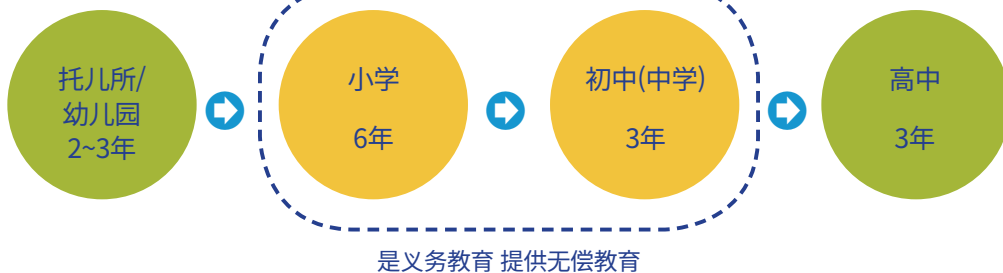 托儿所/
幼儿园
2~3年
小学
6年
初中(中学)
3年
高中
3年
是义务教育 提供无偿教育